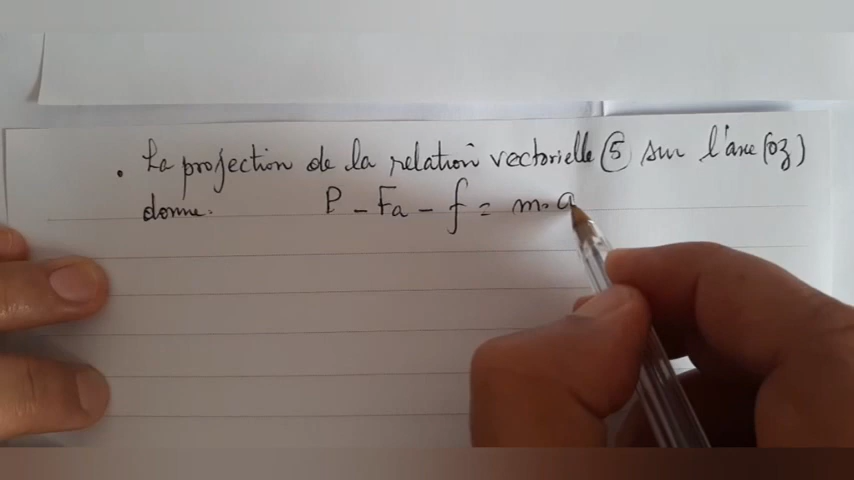 . La projection de la relation vectorielle (5) sur l'axe (oz)
donne. P - Fa - f = m.a